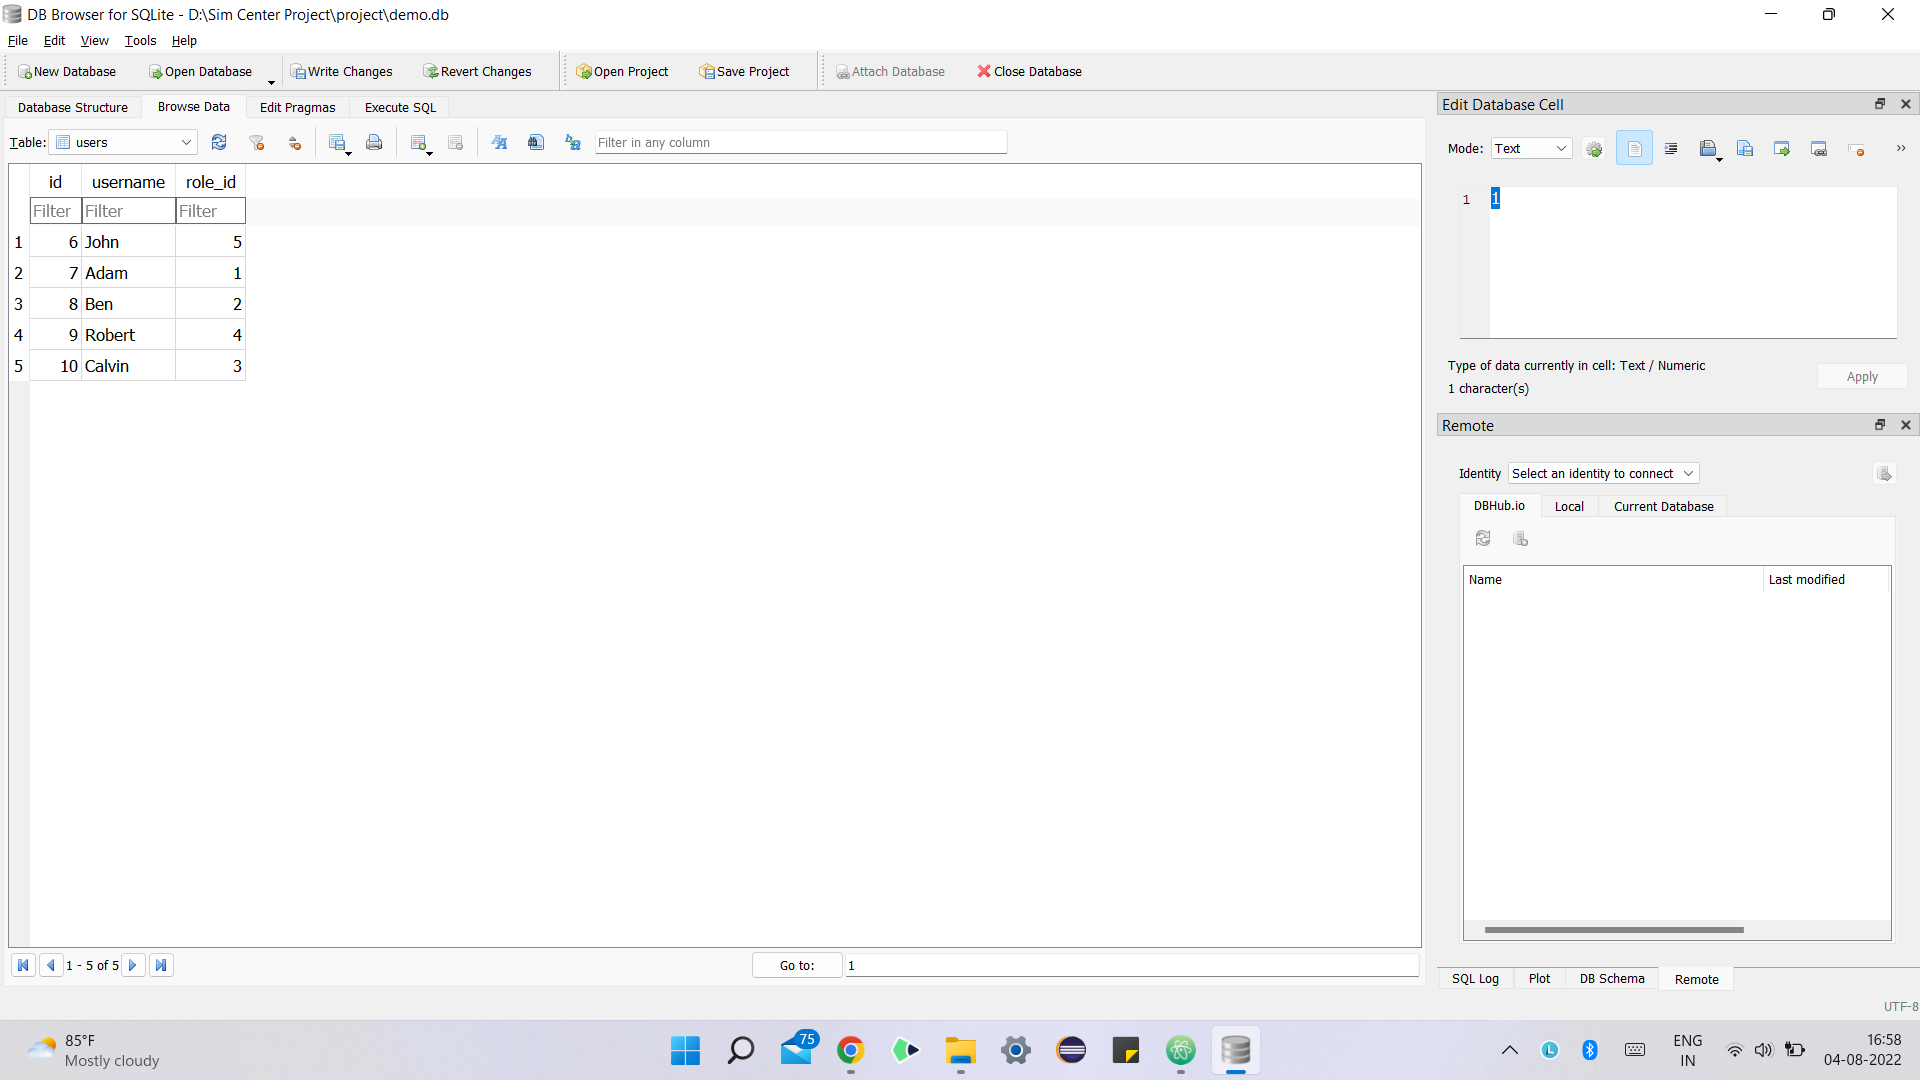 DB Browser for SQLite - D:\Sim Center Project\project\demo.db
File Edit View Tools Help
New Database Open Database Write Changes Revert Changes Open Project Save Project Attach Database Close Database
Database Structure Browse Data Edit Pragmas Execute SQL
Table: users Filter in any column
id username role_id
Filter Filter Filter
1 6 John 5
2 7 Adam 1
3 8 Ben 2
4 9 Robert 4
5 10 Calvin 3
1 - 5 of 5 Go to: 1
Edit Database Cell
Mode: Text
1 1
Type of data currently in cell: Text / Numeric
1 character(s)
Apply
Remote
Identity Select an identity to connect
DBHub.io Local Current Database
Name Last modified
SQL Log Plot DB Schema Remote
UTF-8
85°F
Mostly cloudy
75
L
ENG
IN
16:58
04-08-2022